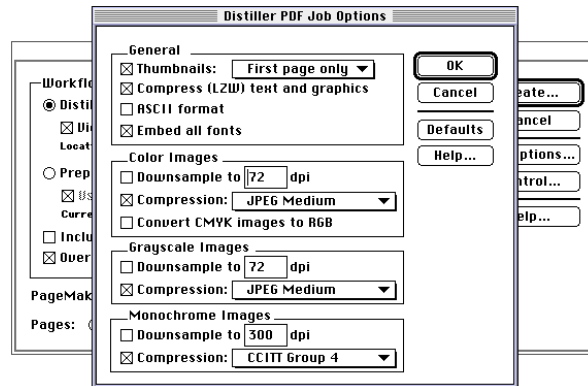 Distiller PDF Job Options
General
Thumbnails: First page only
Compress (LZW) text and graphics
ASCII format
Embed all fonts
Color Images
Downsample to 72 dpi
Compression: JPEG Medium
Convert CMYK images to RGB
Grayscale Images
Downsample to 72 dpi
Compression: JPEG Medium
Monochrome Images
Downsample to 300 dpi
Compression: CCITT Group 4
OK
Cancel
Defaults
Help...
Workflo
Distil
Locat
Prep
Us
Curre
Inclu
Over
PageMak
Pages:
eate...
ancel
ptions...
ntrol...
elp...